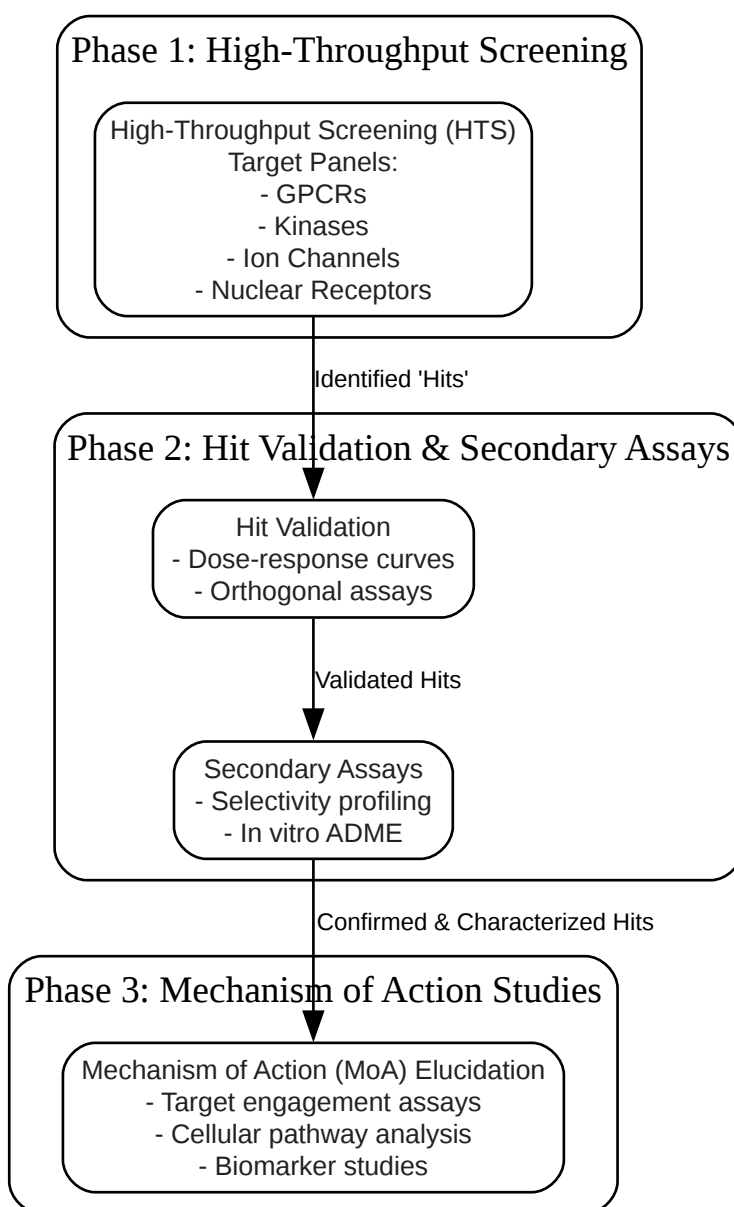 Phase 1: High-Throughput Screening
High-Throughput Screening (HTS)
Target Panels:
- GPCRs
- Kinases
- Ion Channels
- Nuclear Receptors
Identified 'Hits'
Phase 2: Hit Validation & Secondary Assays
Hit Validation
- Dose-response curves
- Orthogonal assays
Validated Hits
Secondary Assays
- Selectivity profiling
- In vitro ADME
Confirmed & Characterized Hits
Phase 3: Mechanism of Action Studies
Mechanism of Action (MoA) Elucidation
- Target engagement assays
- Cellular pathway analysis
- Biomarker studies